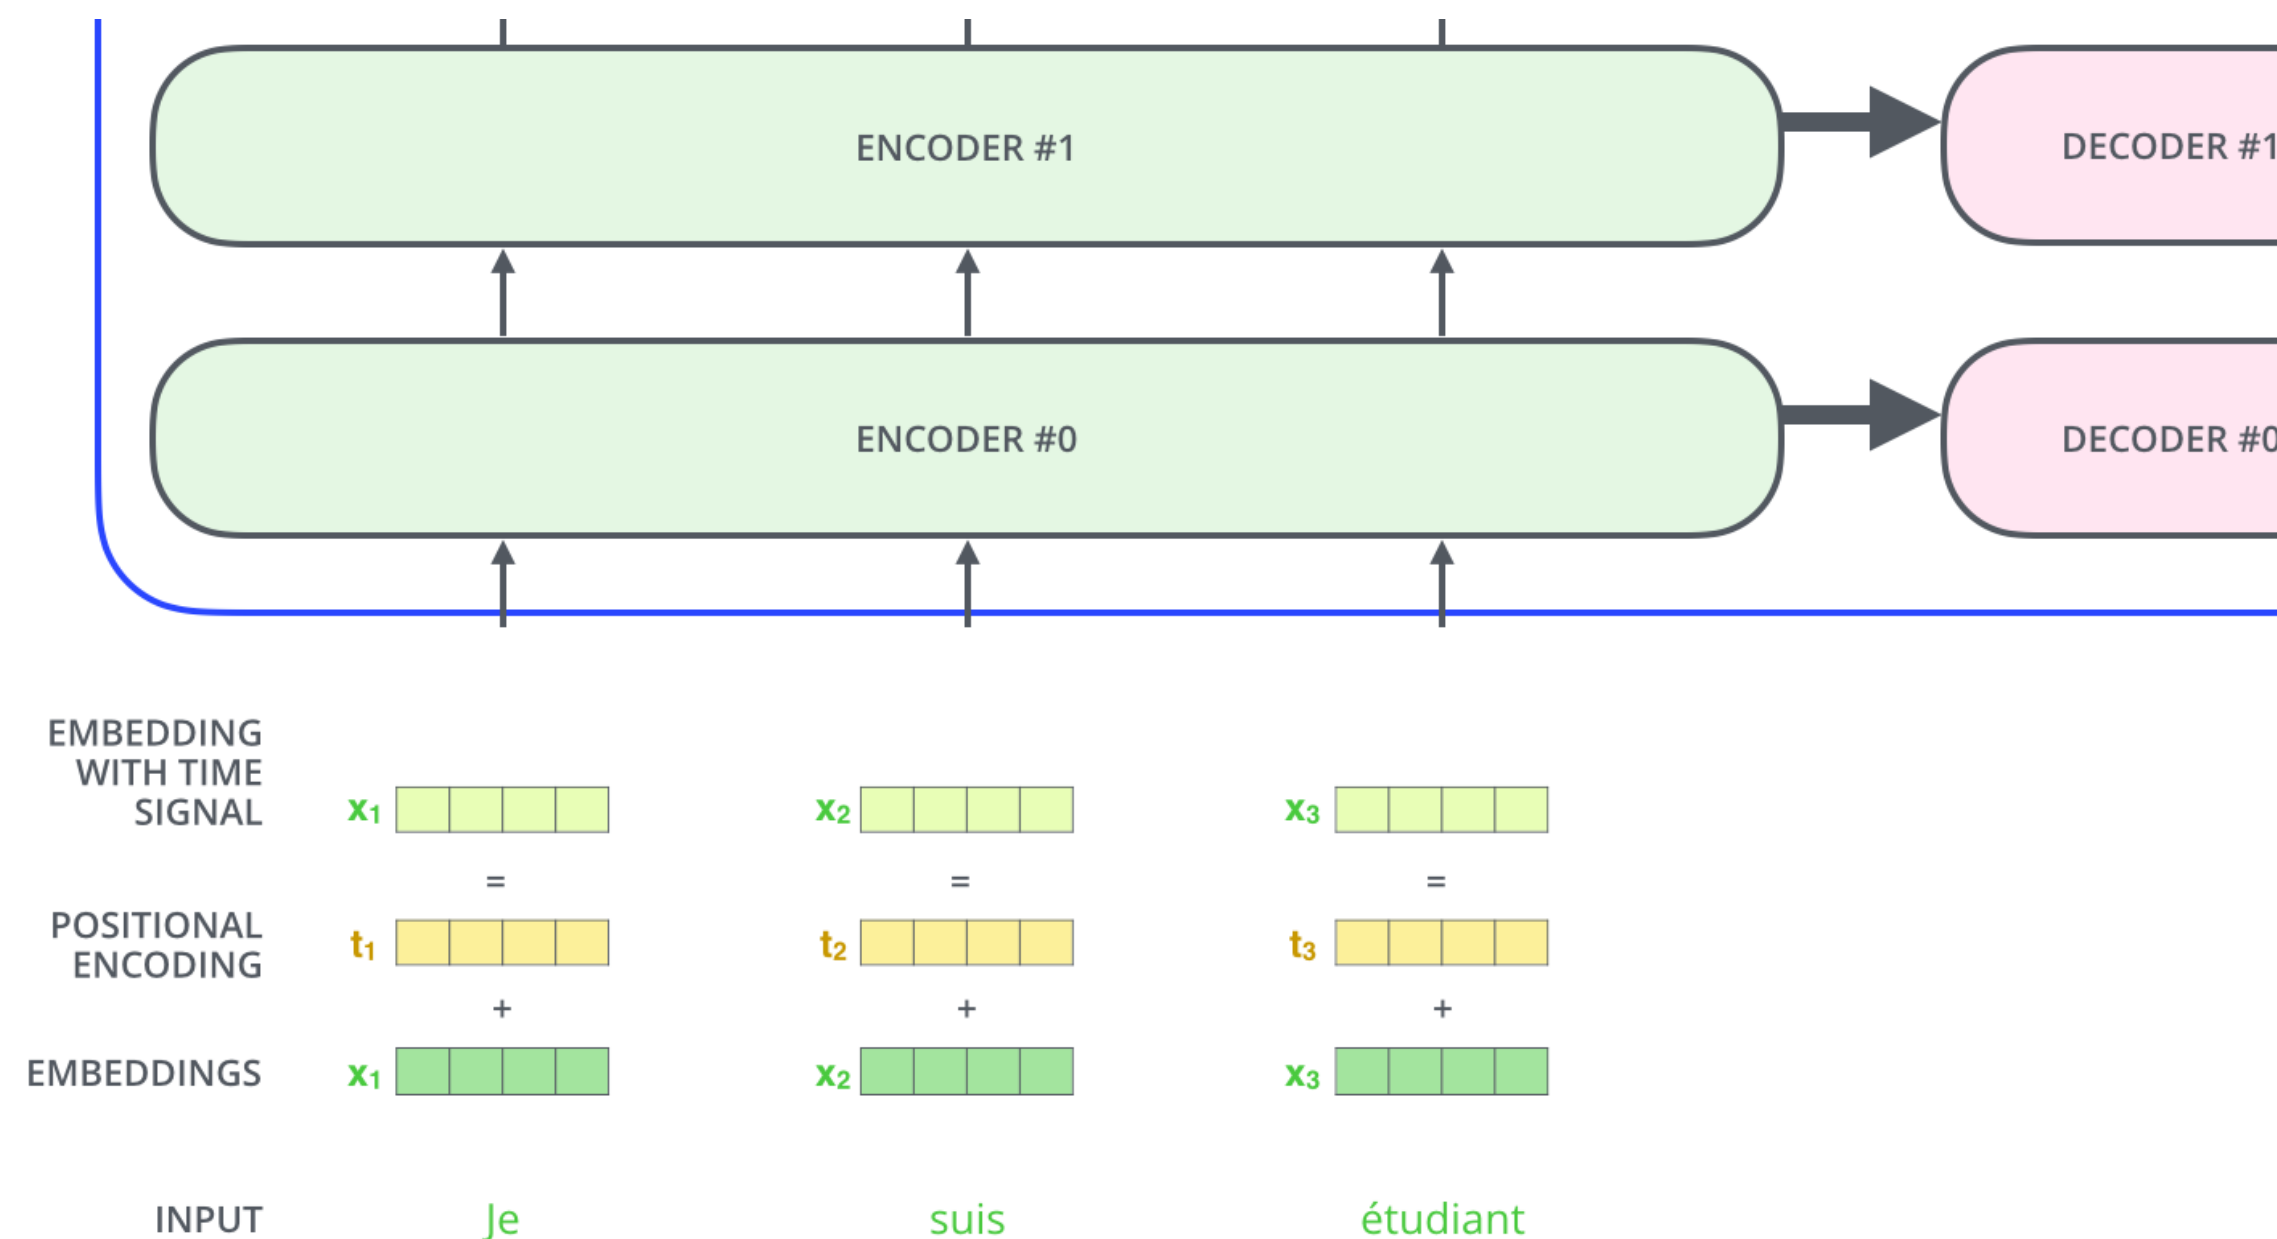 ENCODER #1
DECODER #1
ENCODER #0
DECODER #0
EMBEDDING
WITH TIME
SIGNAL
x1 x2 x3
= = =
POSITIONAL
ENCODING
t1 t2 t3
+ + +
EMBEDDINGS x1 x2 x3
INPUT Je suis étudiant